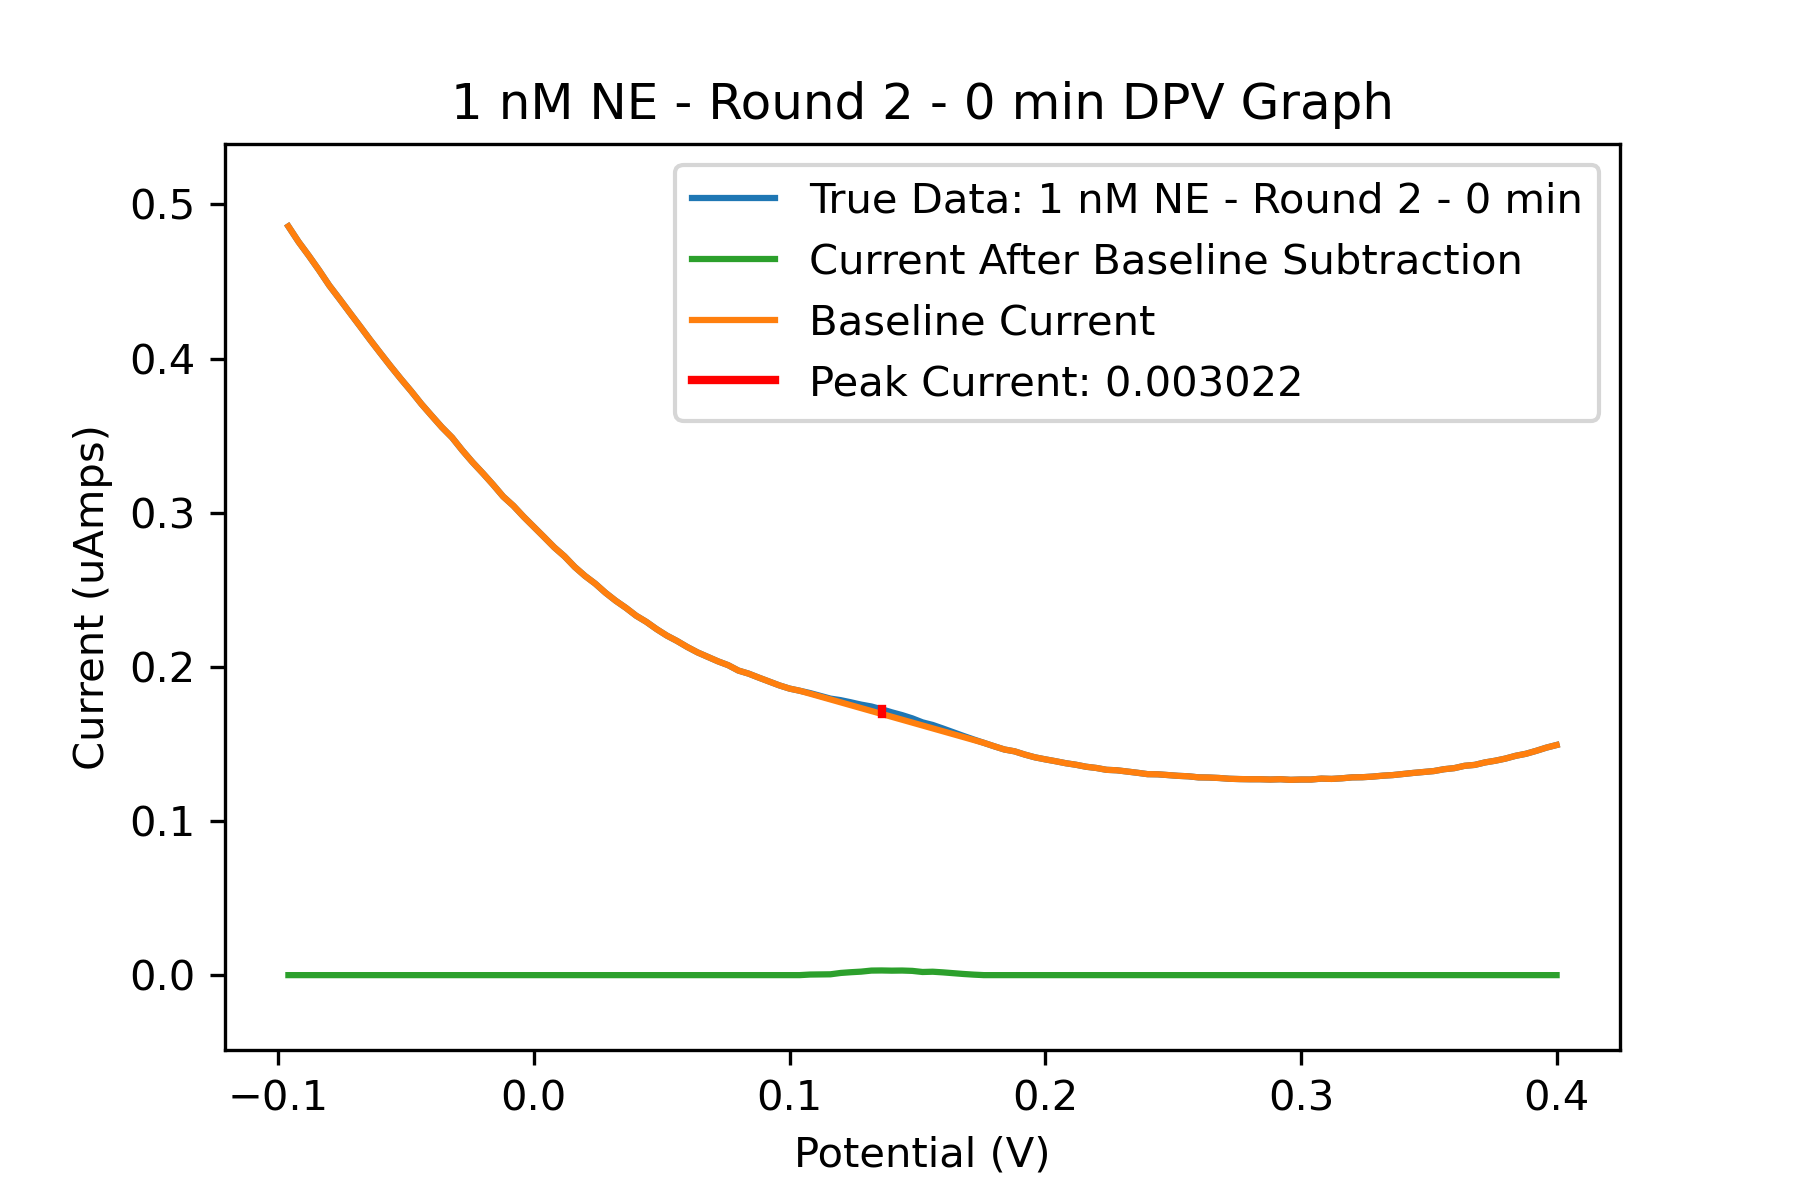 1 nM NE - Round 2 - 0 min DPV Graph
True Data: 1 nM NE - Round 2 - 0 min
Current After Baseline Subtraction
Baseline Current
Peak Current: 0.003022
Current (uAmps)
0.5
0.4
0.3
0.2
0.1
0.0
−0.1 0.0 0.1 0.2 0.3 0.4
Potential (V)